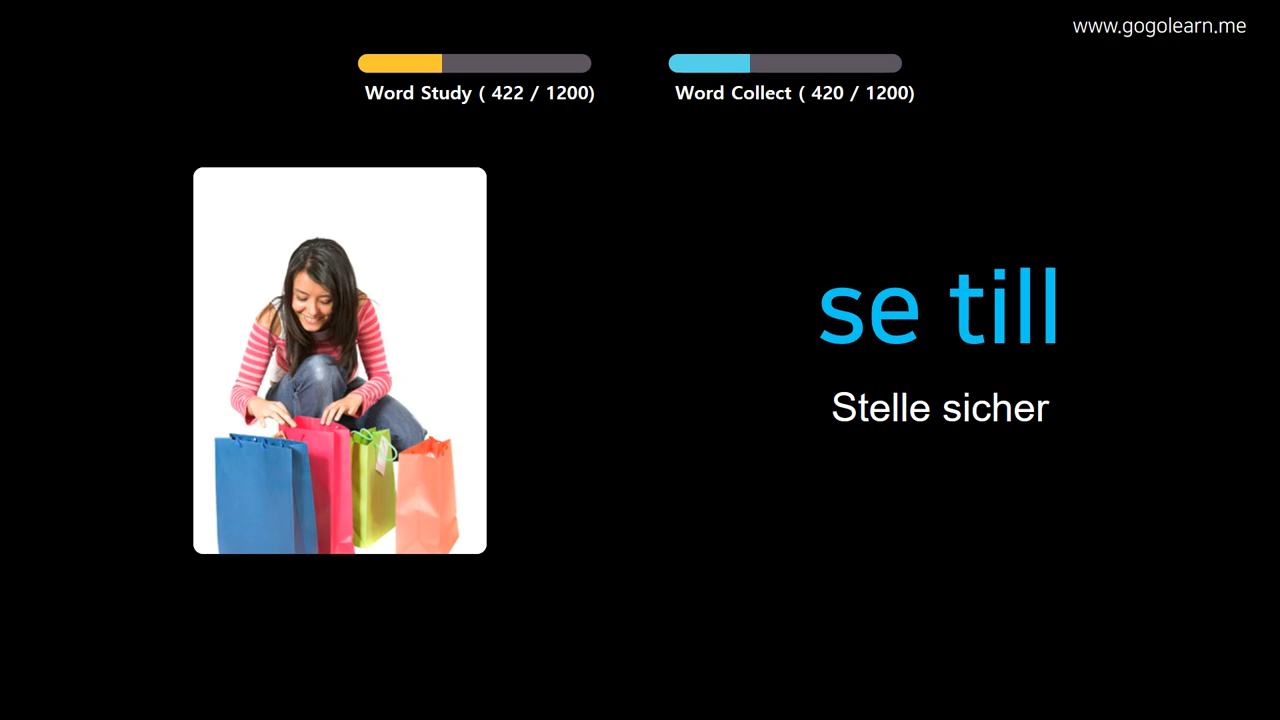 www.gogolearn.me
Word Study ( 422 / 1200)
Word Collect ( 420 / 1200)
se till
Stelle sicher